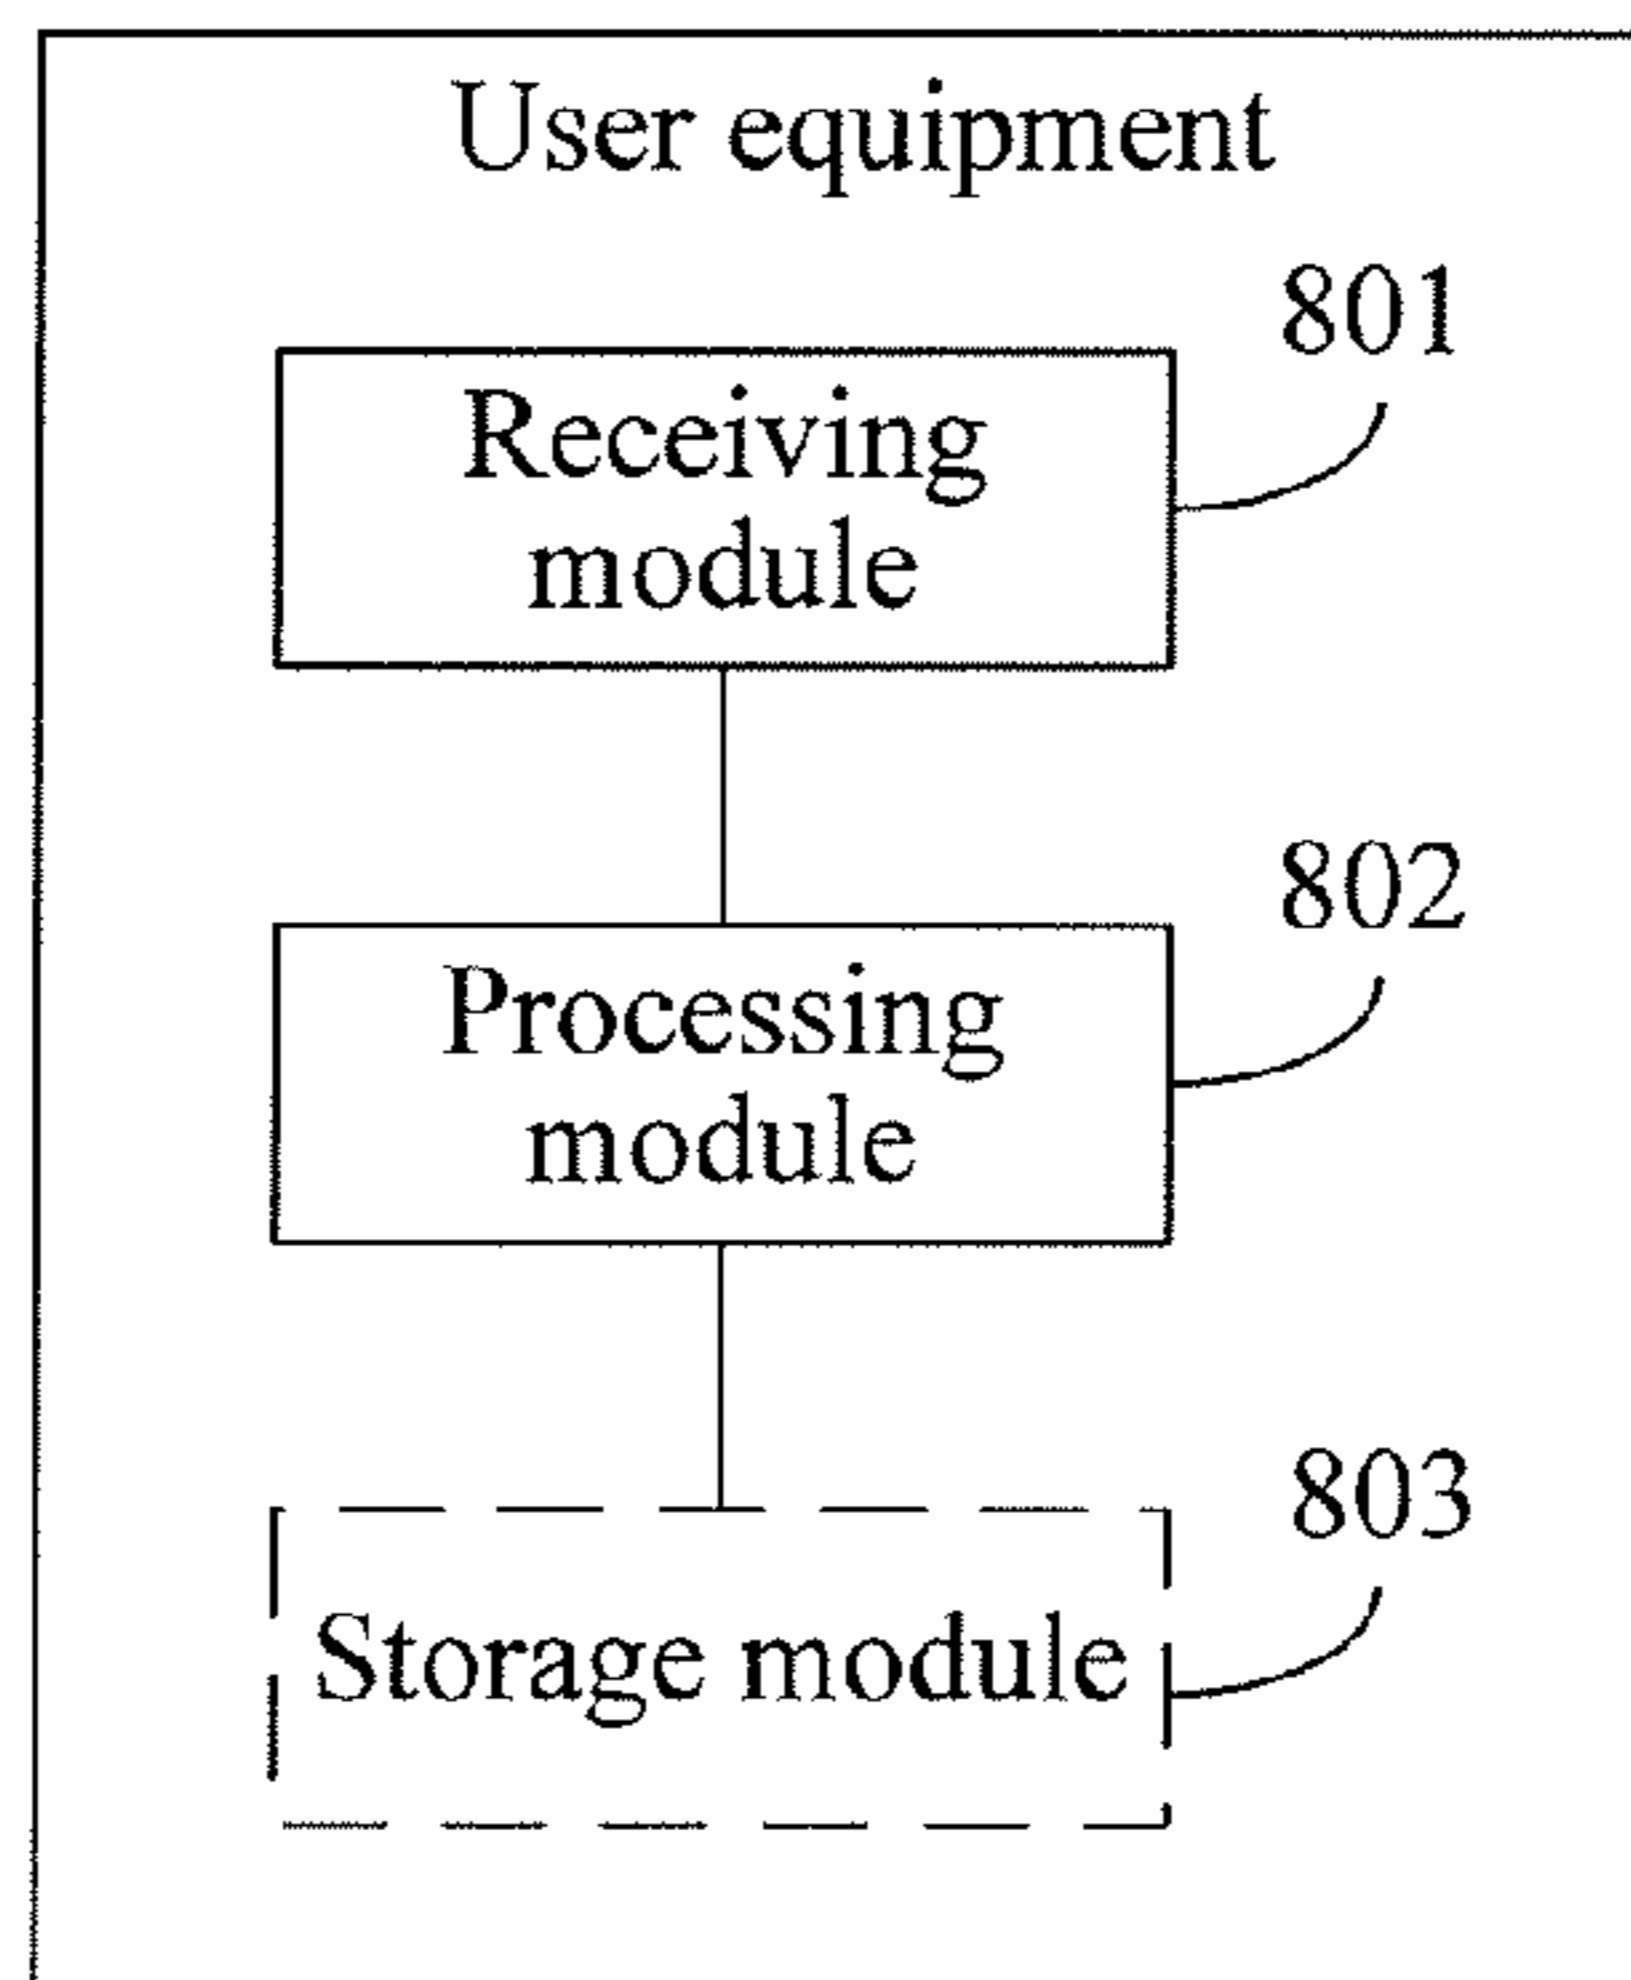 User equipment
801
Receiving
module
802
Processing
module
803
Storage module